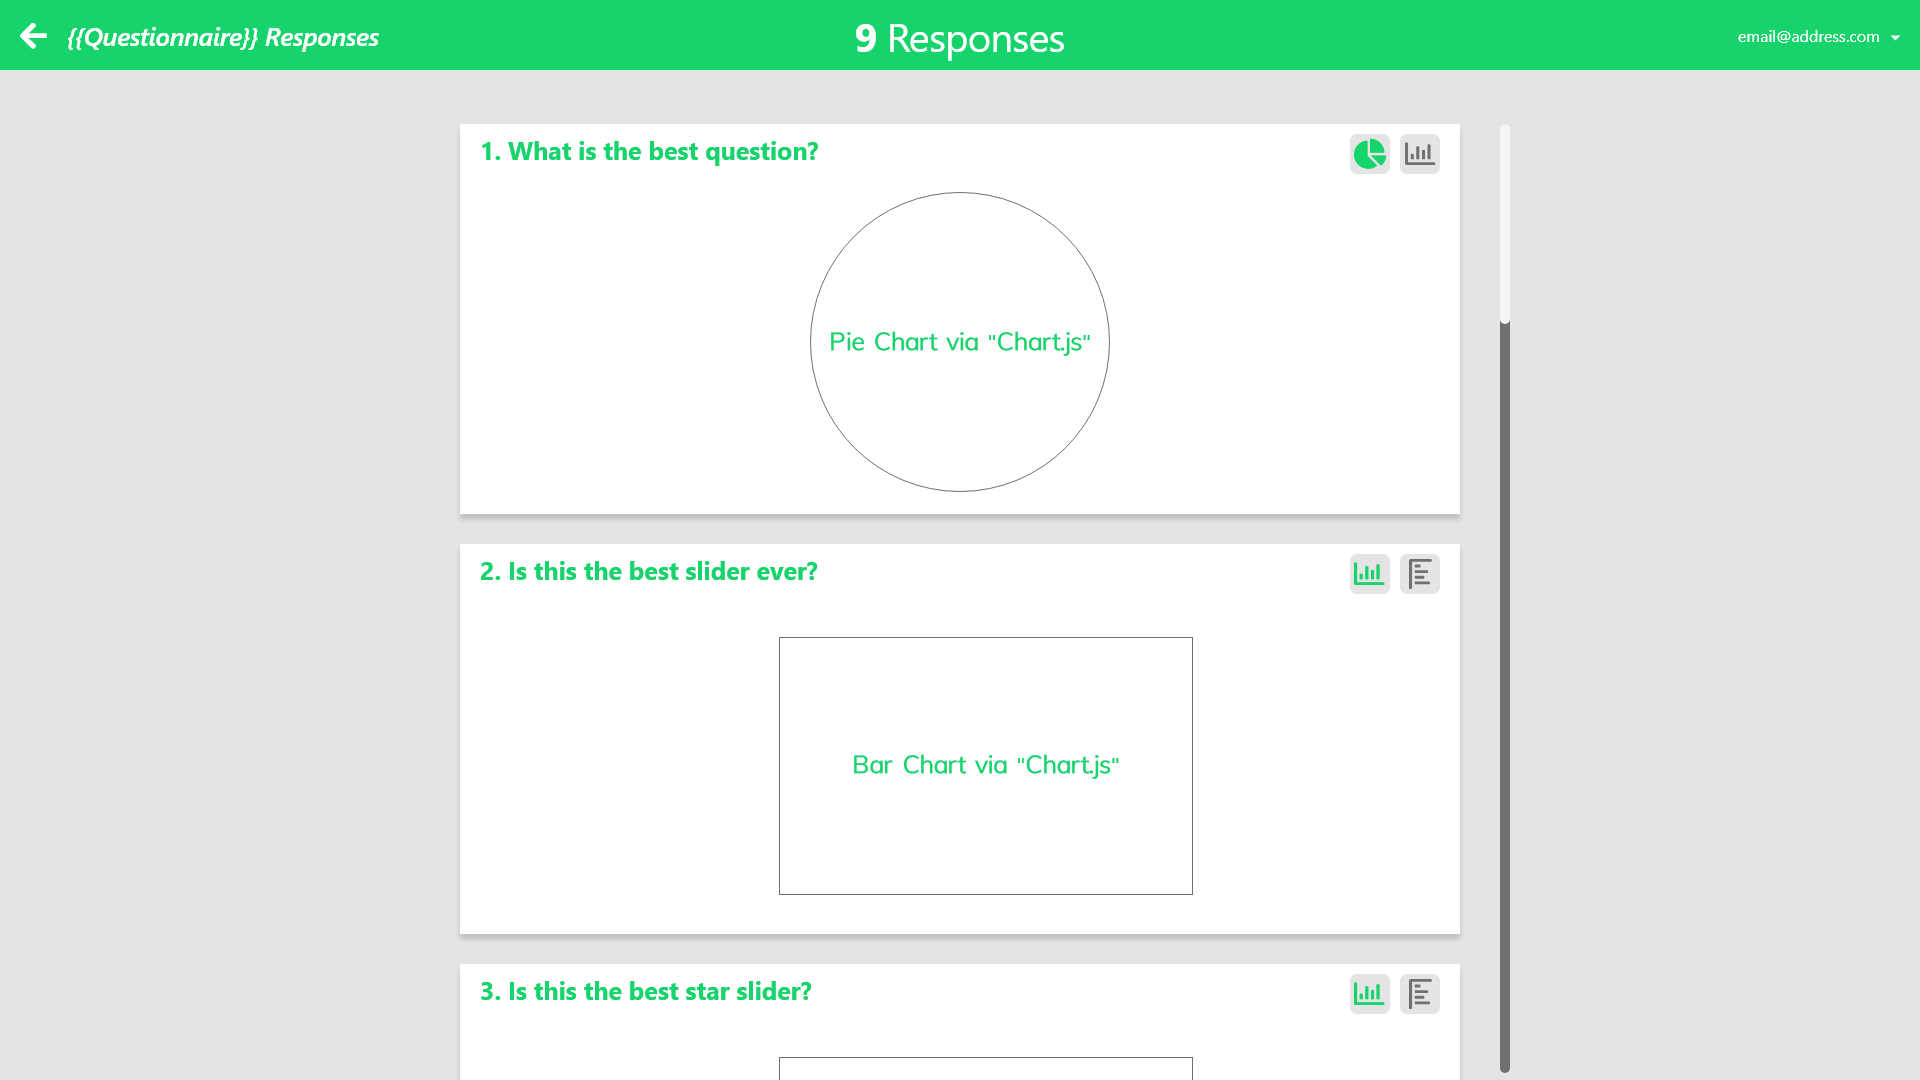 {{Questionnaire}} Responses
9 Responses
email@address.com
1. What is the best question?
Pie Chart via "Chart.js"
2. Is this the best slider ever?
Bar Chart via "Chart.js"
3. Is this the best star slider?